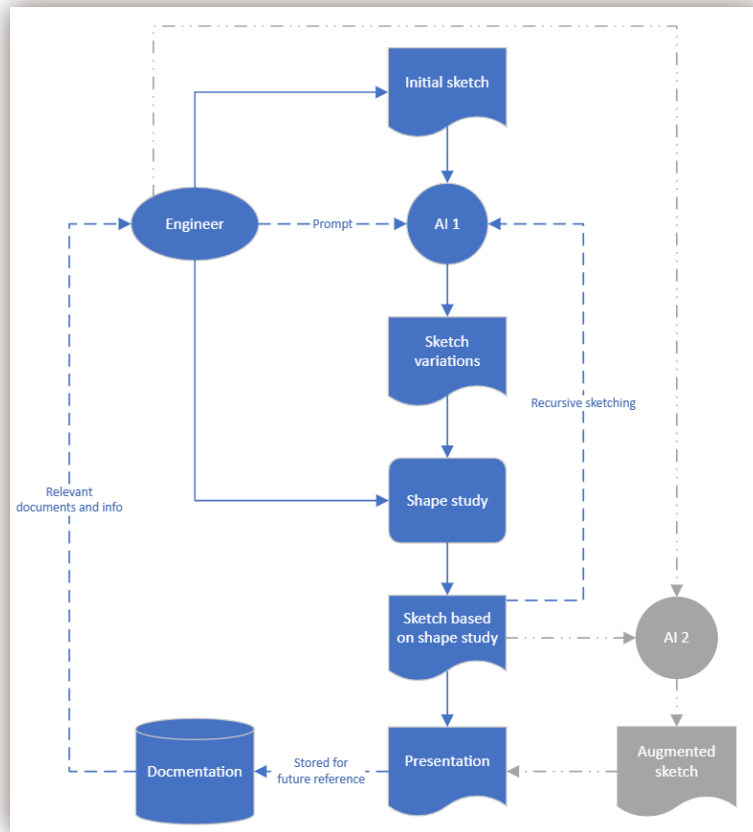 Initial sketch
Engineer
Prompt
AI 1
Sketch
variations
Recursive sketching
Relevant
documents and info
Shape study
Sketch based
on shape study
AI 2
Docmentation
Stored for
future reference
Presentation
Augmented
sketch